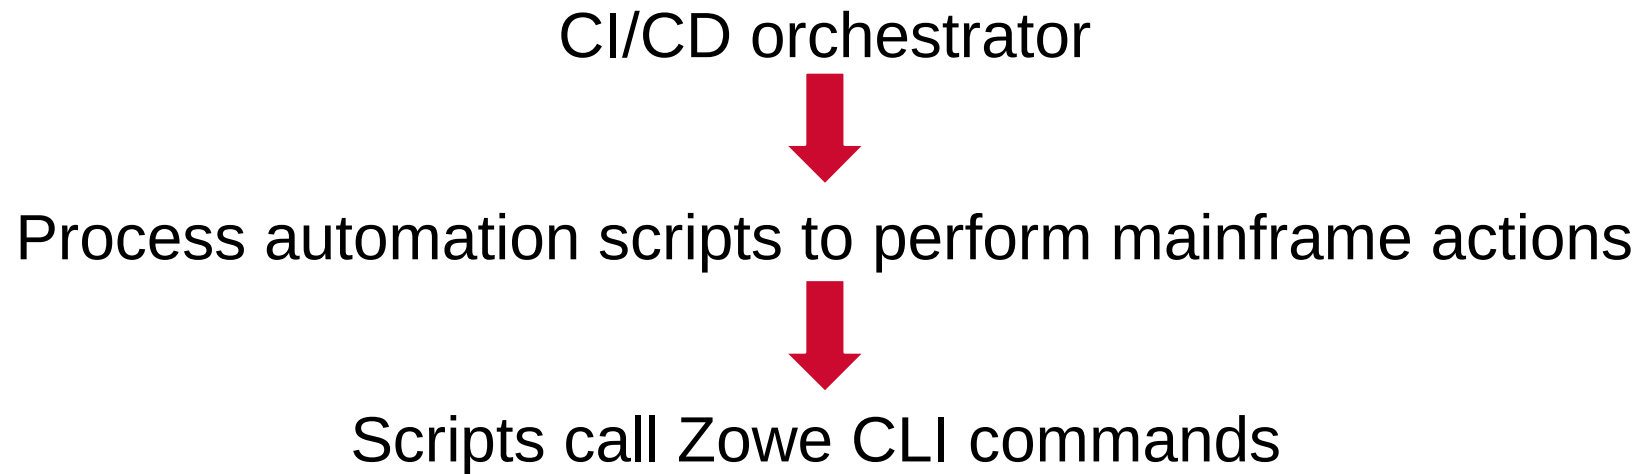 CI/CD orchestrator
Process automation scripts to perform mainframe actions
Scripts call Zowe CLI commands